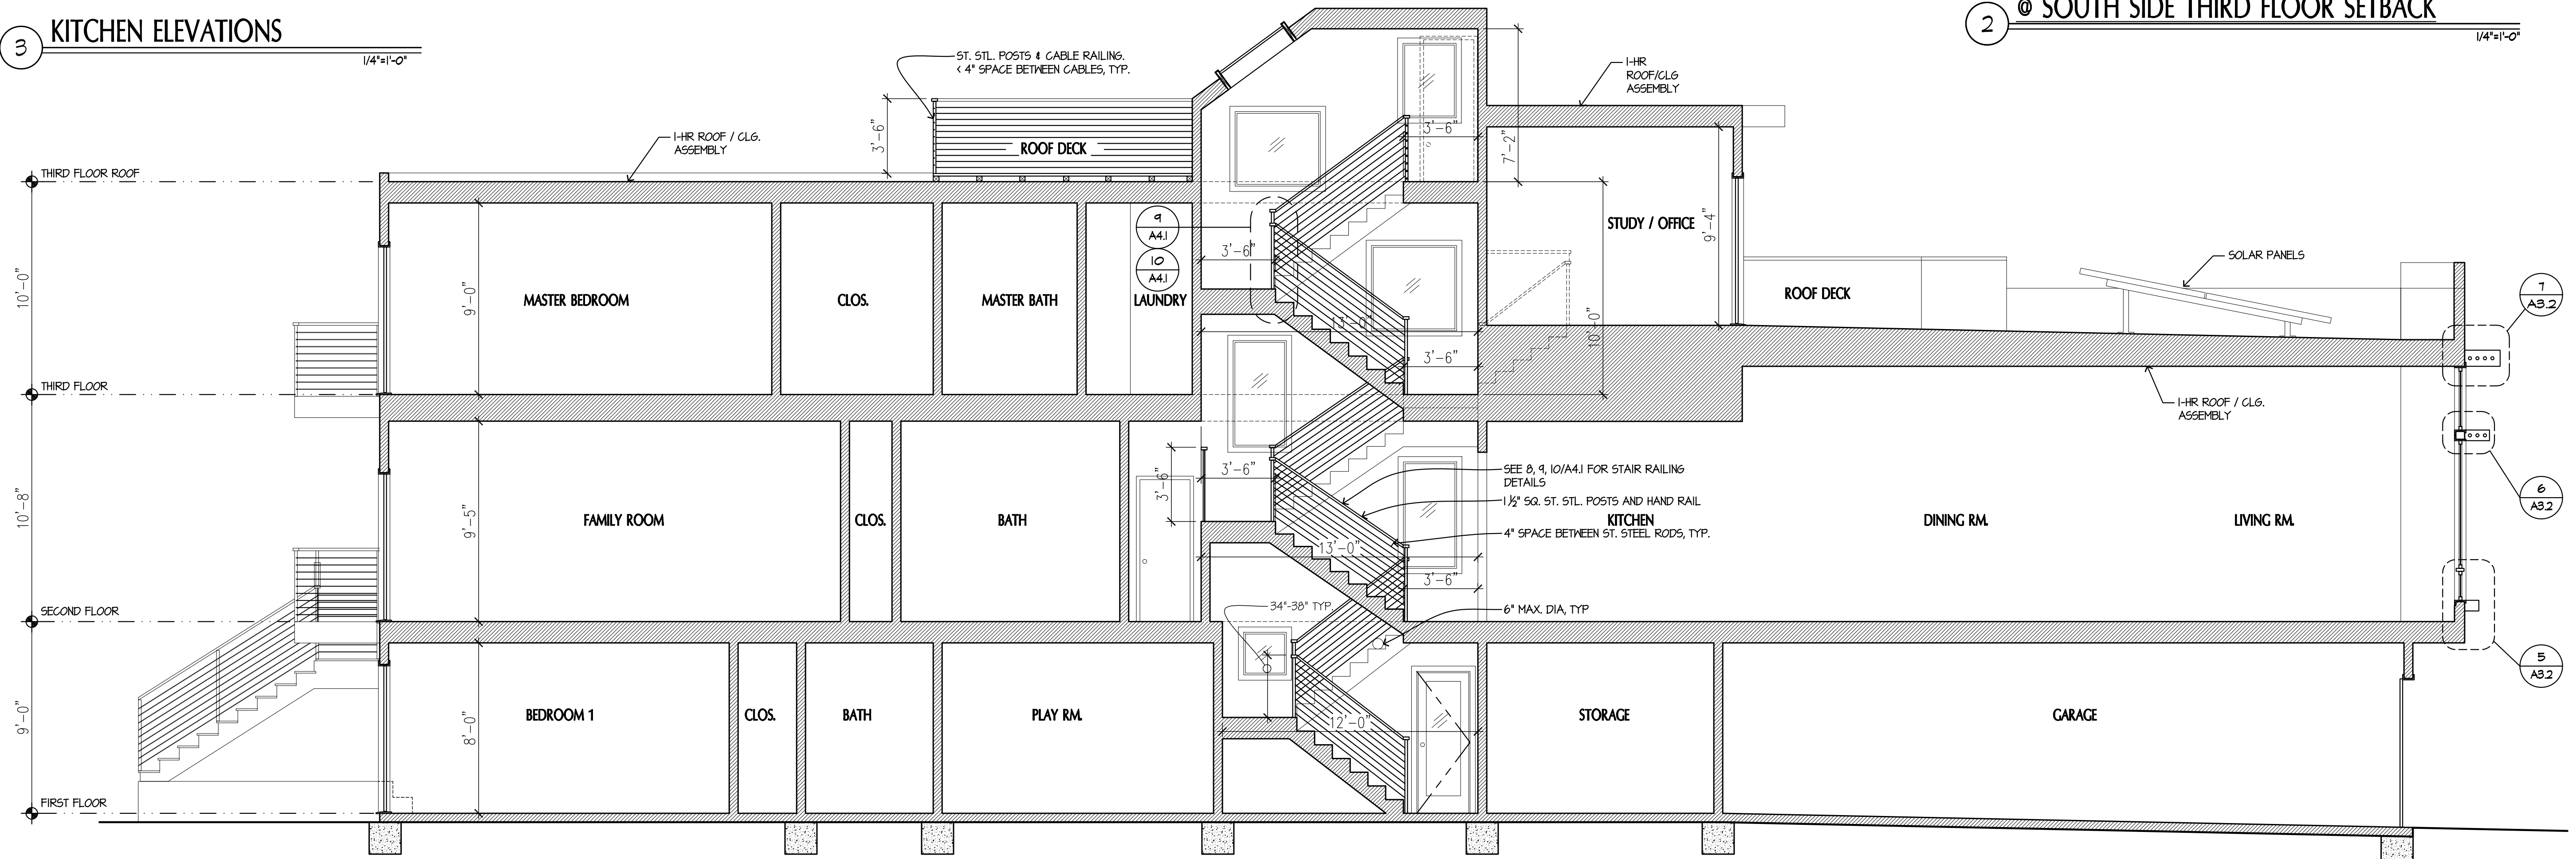 3
KITCHEN ELEVATIONS
1/4"=1'-0"
2
@ SOUTH SIDE THIRD FLOOR SETBACK
1/4"=1'-0"
ST. STL. POSTS & CABLE RAILING.
< 4" SPACE BETWEEN CABLES, TYP.
1-HR
ROOF/CLG
ASSEMBLY
1-HR ROOF / CLG.
ASSEMBLY
3'-6"
ROOF DECK
3'-6"
7'-2"
THIRD FLOOR ROOF
9
A4.1
10
A4.1
3'-6"
STUDY / OFFICE
9'-4"
SOLAR PANELS
10'-0"
9'-0"
MASTER BEDROOM
CLOS.
MASTER BATH
LAUNDRY
13'-0"
10'-0"
ROOF DECK
7
A3.2
3'-6"
THIRD FLOOR
1-HR ROOF / CLG.
ASSEMBLY
3'-6"
3'-6"
SEE 8, 9, 10/A4.1 FOR STAIR RAILING
DETAILS
1 1/2" SQ. ST. STL. POSTS AND HAND RAIL
6
A3.2
10'-8"
9'-5"
FAMILY ROOM
CLOS.
BATH
KITCHEN
DINING RM.
LIVING RM.
4" SPACE BETWEEN ST. STEEL RODS, TYP.
13'-0"
3'-6"
SECOND FLOOR
34"-38" TYP.
6" MAX. DIA, TYP
5
A3.2
9'-0"
8'-0"
BEDROOM 1
CLOS.
BATH
PLAY RM.
12'-0"
STORAGE
GARAGE
FIRST FLOOR